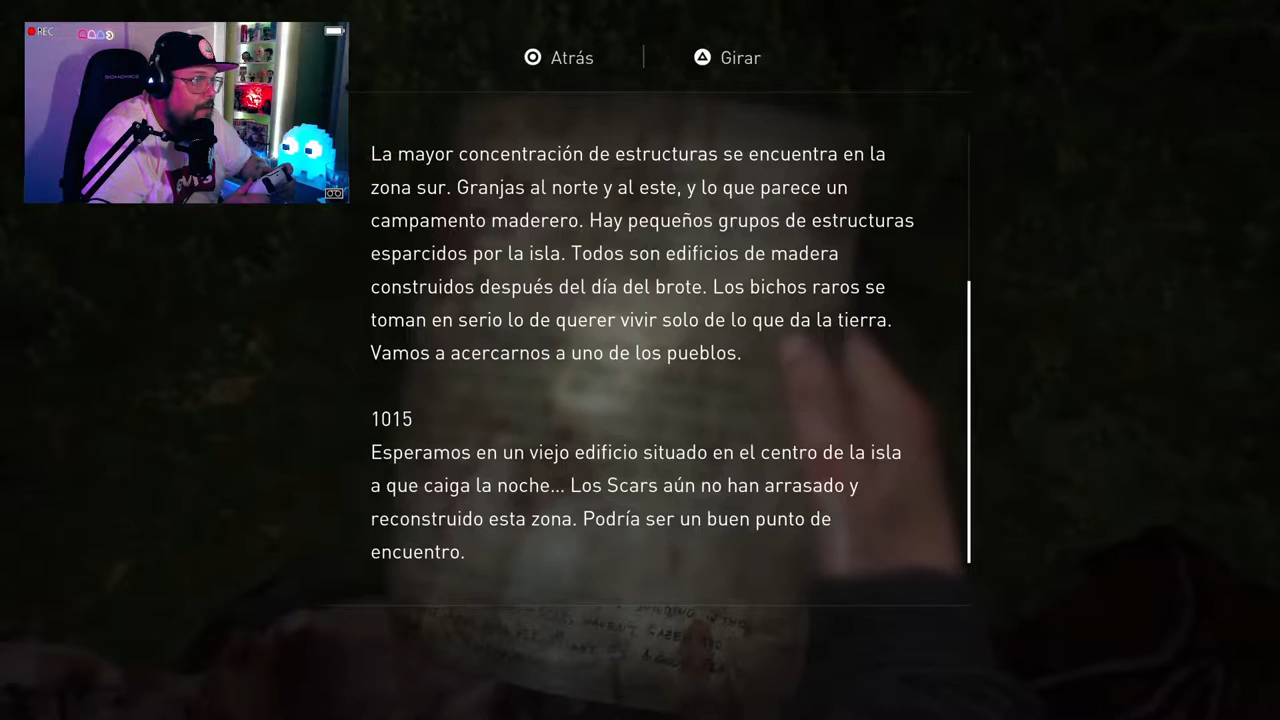 REC
SONGMICS
Atrás
Girar
La mayor concentración de estructuras se encuentra en la
zona sur. Granjas al norte y al este, y lo que parece un
campamento maderero. Hay pequeños grupos de estructuras
esparcidos por la isla. Todos son edificios de madera
construidos después del día del brote. Los bichos raros se
toman en serio lo de querer vivir solo de lo que da la tierra.
Vamos a acercarnos a uno de los pueblos.
1015
Esperamos en un viejo edificio situado en el centro de la isla
a que caiga la noche... Los Scars aún no han arrasado y
reconstruido esta zona. Podría ser un buen punto de
encuentro.